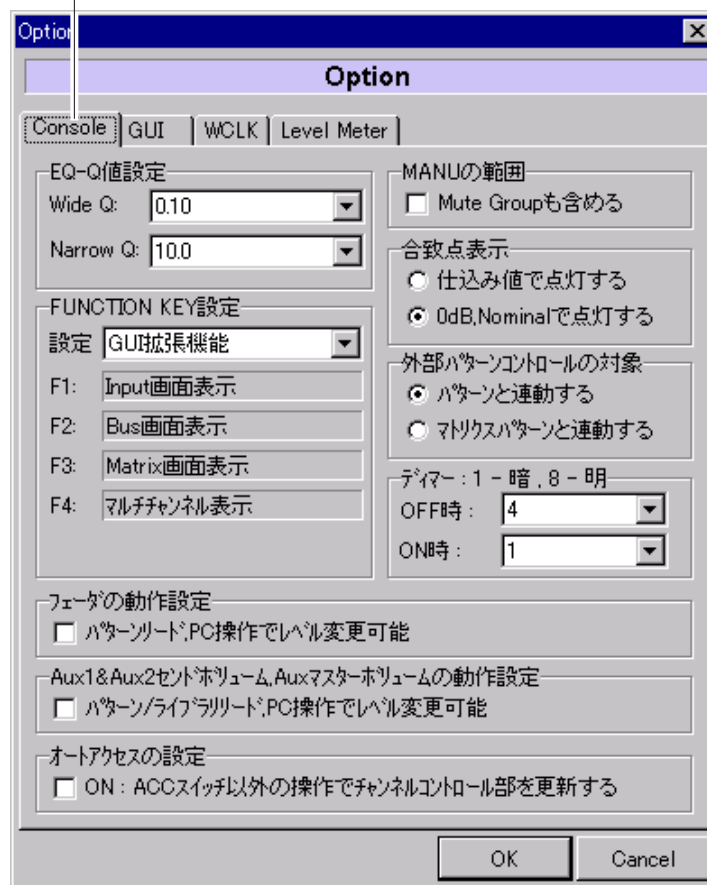 Option
Option
Console
GUI
WCLK
Level Meter
EQ-Q値設定
Wide Q:
0.10
Narrow Q:
10.0
FUNCTION KEY設定
設定
GUI拡張機能
F1:
Input画面表示
F2:
Bus画面表示
F3:
Matrix画面表示
F4:
マルチチャンネル表示
MANUの範囲
Mute Groupも含める
合致点表示
仕込み値で点灯する
0dB,Nominalで点灯する
外部パターンコントロールの対象
パターンと連動する
マトリクスパターンと連動する
ディマー : 1 - 暗 , 8 - 明
OFF時 :
4
ON時 :
1
フェーダの動作設定
パターンリード,PC操作でレベル変更可能
Aux1&Aux2センドボリューム,Auxマスターボリュームの動作設定
パターン/ライブラリリード,PC操作でレベル変更可能
オートアクセスの設定
ON : ACCスイッチ以外の操作でチャンネルコントロール部を更新する
OK
Cancel